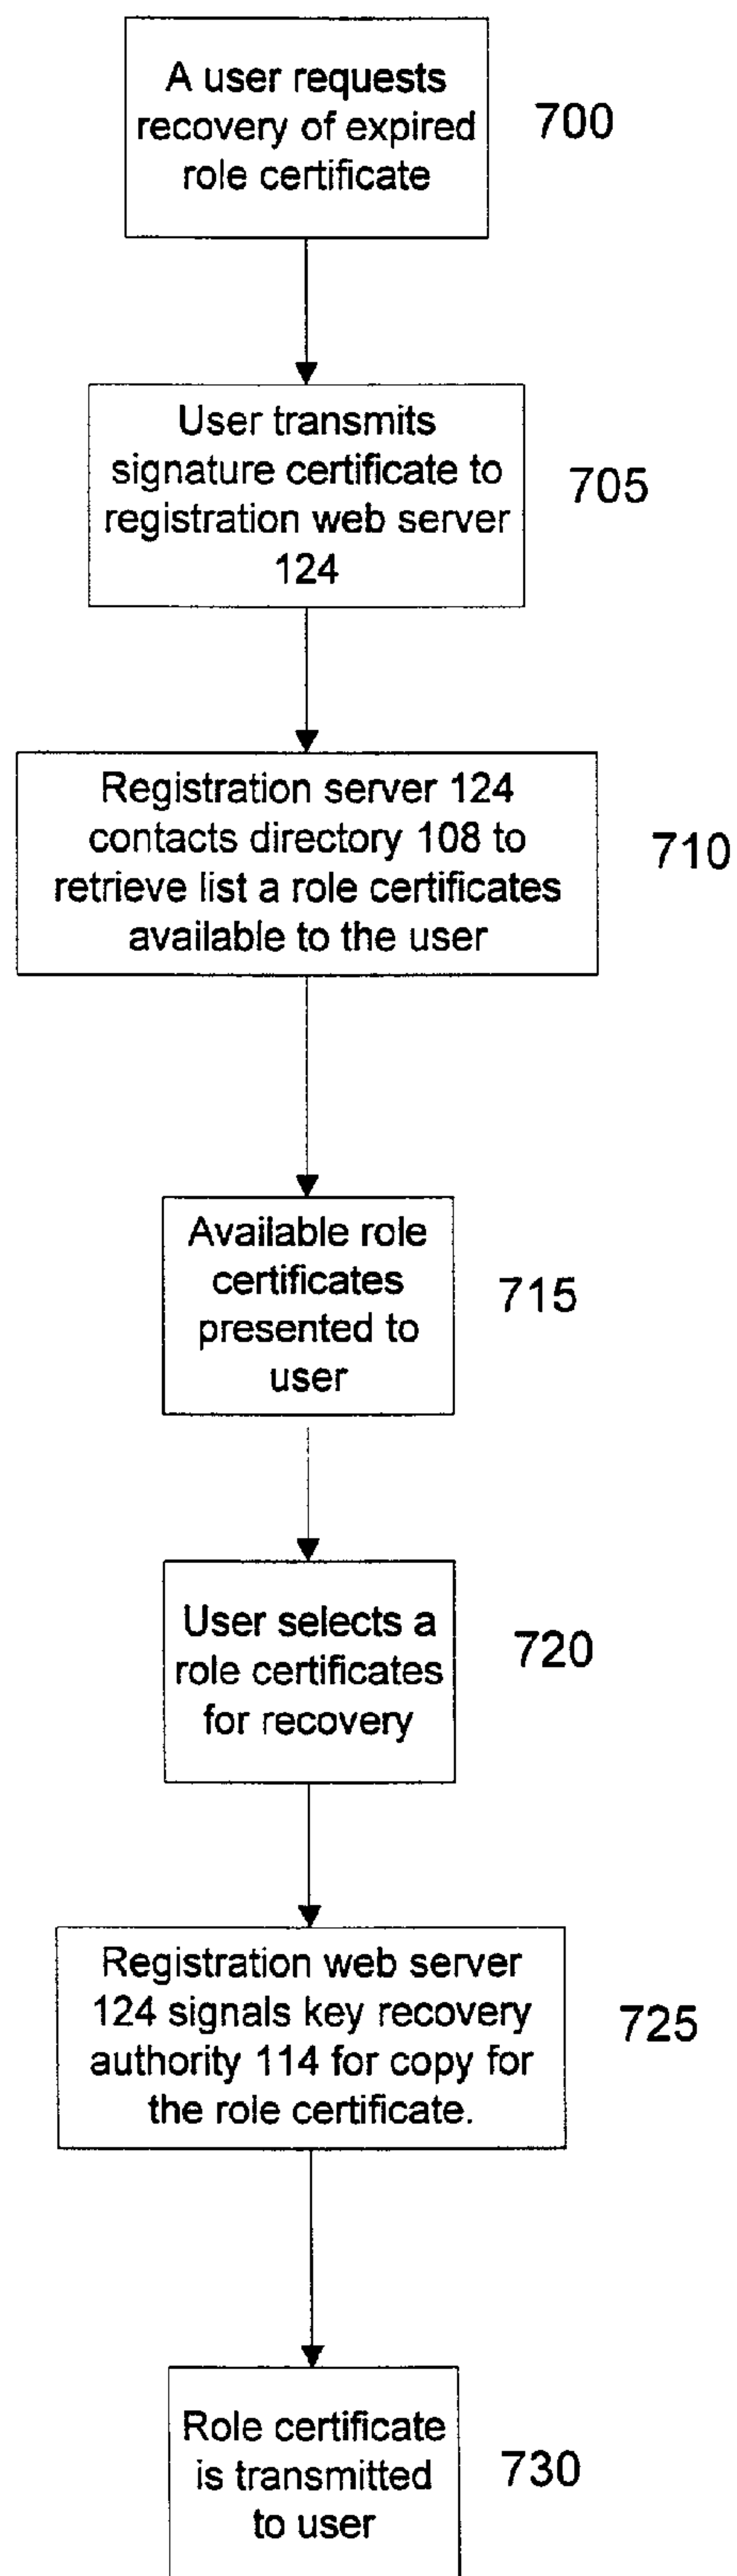 A user requests
recovery of expired
role certificate
700
User transmits
signature certificate to
registration web server
124
705
Registration server 124
contacts directory 108 to
retrieve list a role certificates
available to the user
710
Available role
certificates
presented to
user
715
User selects a
role certificates
for recovery
720
Registration web server
124 signals key recovery
authority 114 for copy for
the role certificate.
725
Role certificate
is transmitted
to user
730